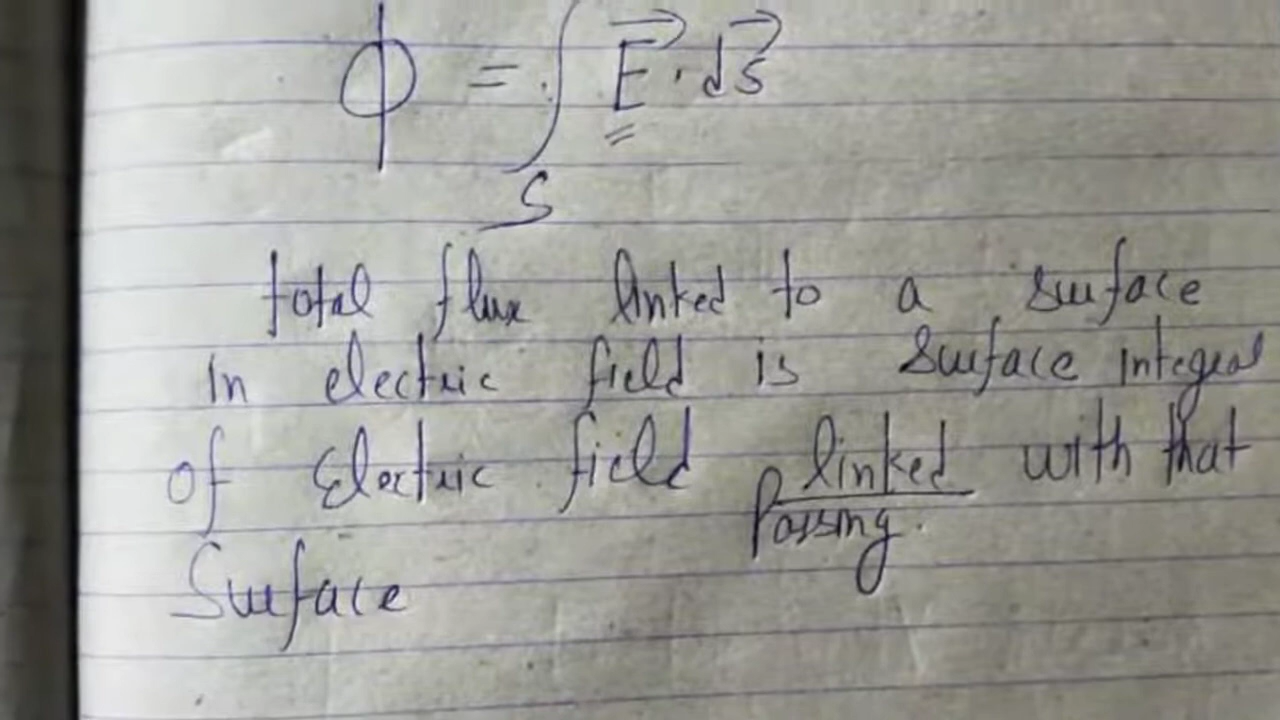 ϕ = ∫ E⃗ · ds⃗
S
total flux linked to a surface
in electric field is surface integral
of Electric field linked with that
Passing.
Surface